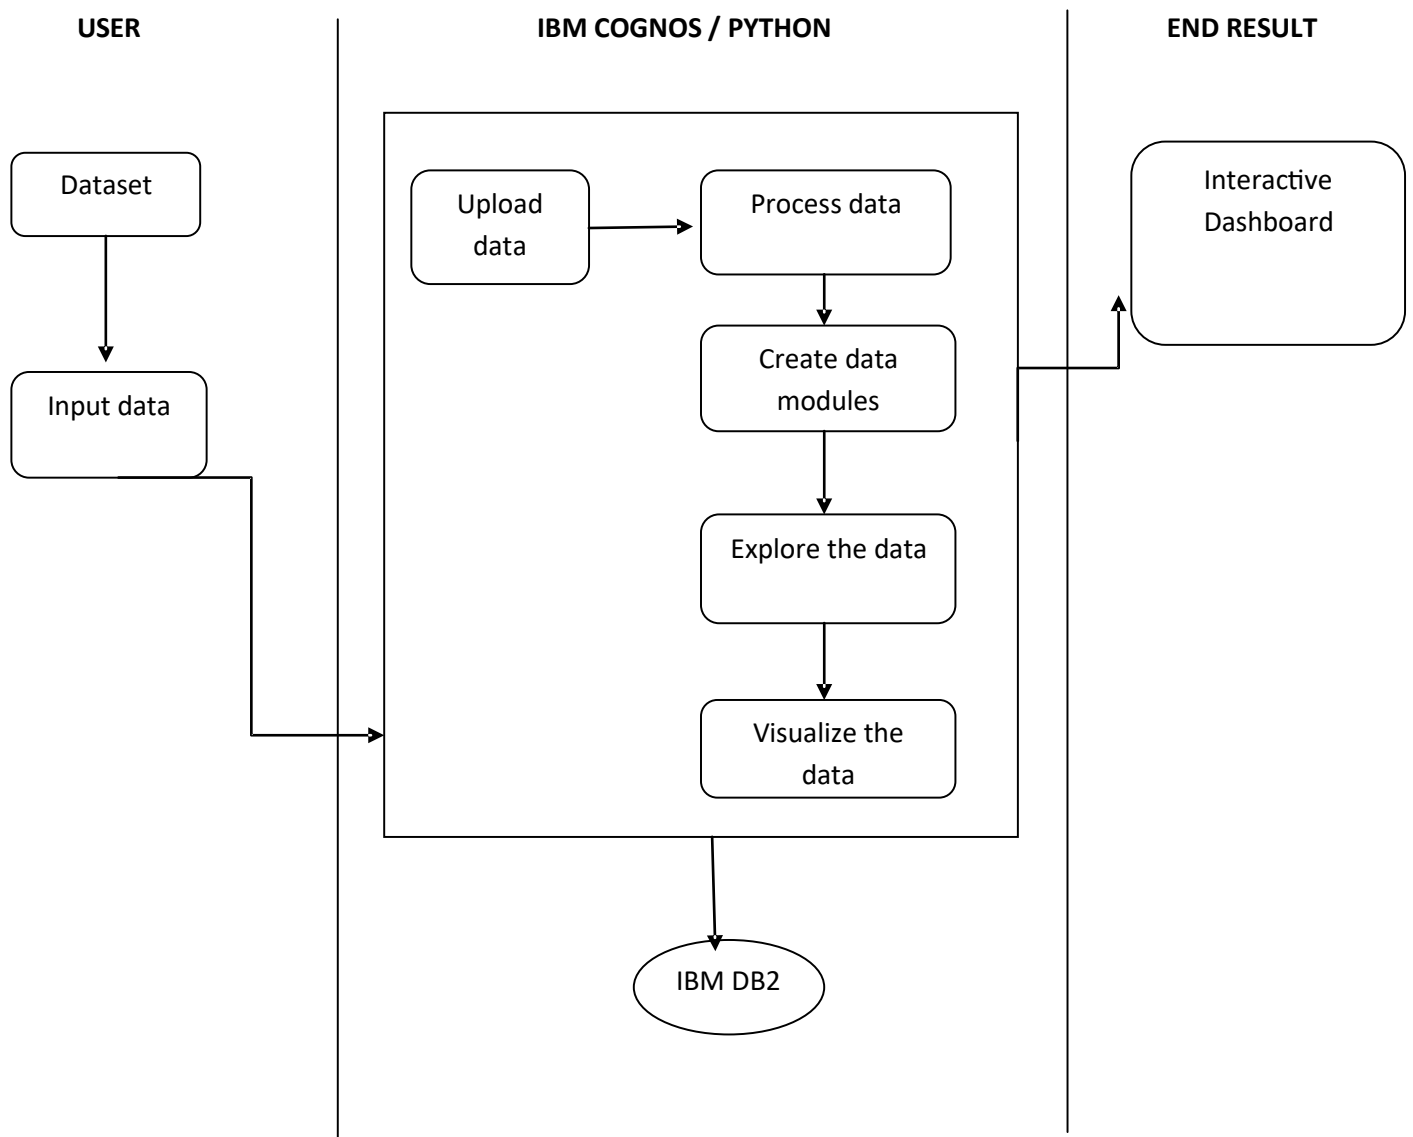 USER
IBM COGNOS / PYTHON
END RESULT
Dataset
Input data
Upload
data
Process data
Create data
modules
Explore the data
Visualize the
data
IBM DB2
Interactive
Dashboard